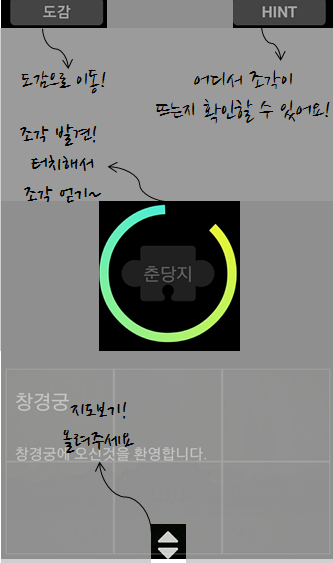 도감
HINT
도감으로 이동!
어디서 조각이
뜨는지 확인할 수 있어요!
조각 발견!
터치해서
조각 얻기~
춘당지
창경궁
지도보기!
올려주세요
창경궁에 오신것을 환영합니다.